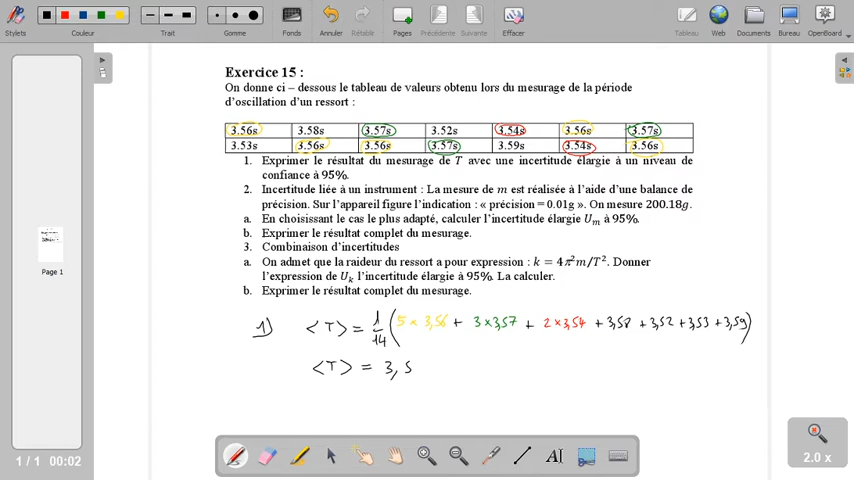 Stylets
Couleur
Trait
Gomme
Fonds
Annuler
Rétablir
Pages
Précédente
Suivante
Effacer
Tableau
Web
Documents
Bureau
OpenBoard
Exercice 15 :
On donne ci – dessous le tableau de valeurs obtenu lors du mesurage de la période
d'oscillation d'un ressort :
3.56s 3.58s 3.57s 3.52s 3.54s 3.56s 3.57s
3.53s 3.56s 3.56s 3.57s 3.59s 3.54s 3.56s
1. Exprimer le résultat du mesurage de T avec une incertitude élargie à un niveau de
confiance à 95%.
2. Incertitude liée à un instrument : La mesure de m est réalisée à l'aide d'une balance de
précision. Sur l'appareil figure l'indication : « précision = 0.01g ». On mesure 200.18g.
a. En choisissant le cas le plus adapté, calculer l'incertitude élargie Uₘ à 95%.
b. Exprimer le résultat complet du mesurage.
3. Combinaison d'incertitudes
a. On admet que la raideur du ressort a pour expression : k = 4π²m/T². Donner
l'expression de Uₖ l'incertitude élargie à 95%. La calculer.
b. Exprimer le résultat complet du mesurage.
1) <T> = 1/14 (5 × 3,56 + 3 × 3,57 + 2 × 3,54 + 3,58 + 3,52 + 3,53 + 3,59)
<T> = 3,5
Page 1
1 / 1 00:02
2.0 x